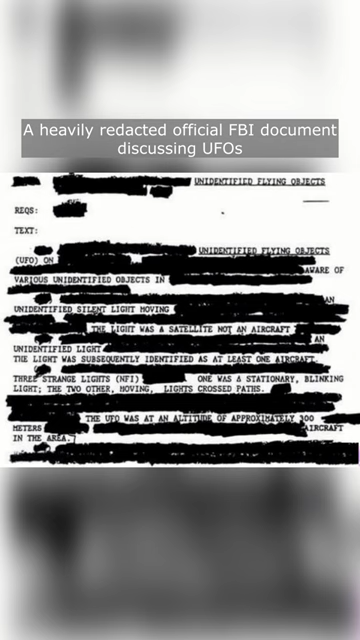 A heavily redacted official FBI document
discussing UFOs
UNIDENTIFIED FLYING OBJECTS
REQS:
TEXT:
UNIDENTIFIED FLYING OBJECTS
(UFO) ON
AWARE OF
VARIOUS UNIDENTIFIED OBJECTS IN
AN
UNIDENTIFIED SILENT LIGHT MOVING
THE LIGHT WAS A SATELLITE NOT AN AIRCRAFT
AN
UNIDENTIFIED LIGHT
THE LIGHT WAS SUBSEQUENTLY IDENTIFIED AS AT LEAST ONE AIRCRAFT.
THREE STRANGE LIGHTS (NFI) ONE WAS A STATIONARY, BLINKING
LIGHT; THE TWO OTHER, MOVING, LIGHTS CROSSED PATHS.
THE UFO WAS AT AN ALTITUDE OF APPROXIMATELY 300
METERS AIRCRAFT
IN THE AREA.